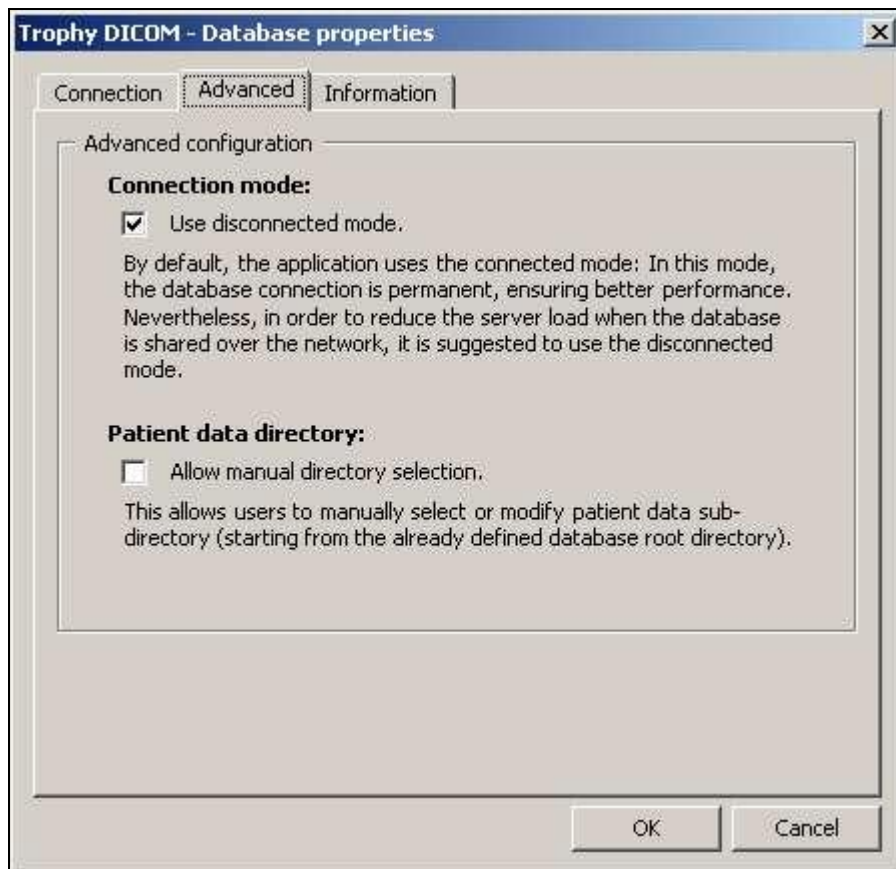 Trophy DICOM - Database properties
Connection
Advanced
Information
Advanced configuration
Connection mode:
Use disconnected mode.
By default, the application uses the connected mode: In this mode,
the database connection is permanent, ensuring better performance.
Nevertheless, in order to reduce the server load when the database
is shared over the network, it is suggested to use the disconnected
mode.
Patient data directory:
Allow manual directory selection.
This allows users to manually select or modify patient data sub-
directory (starting from the already defined database root directory).
OK
Cancel